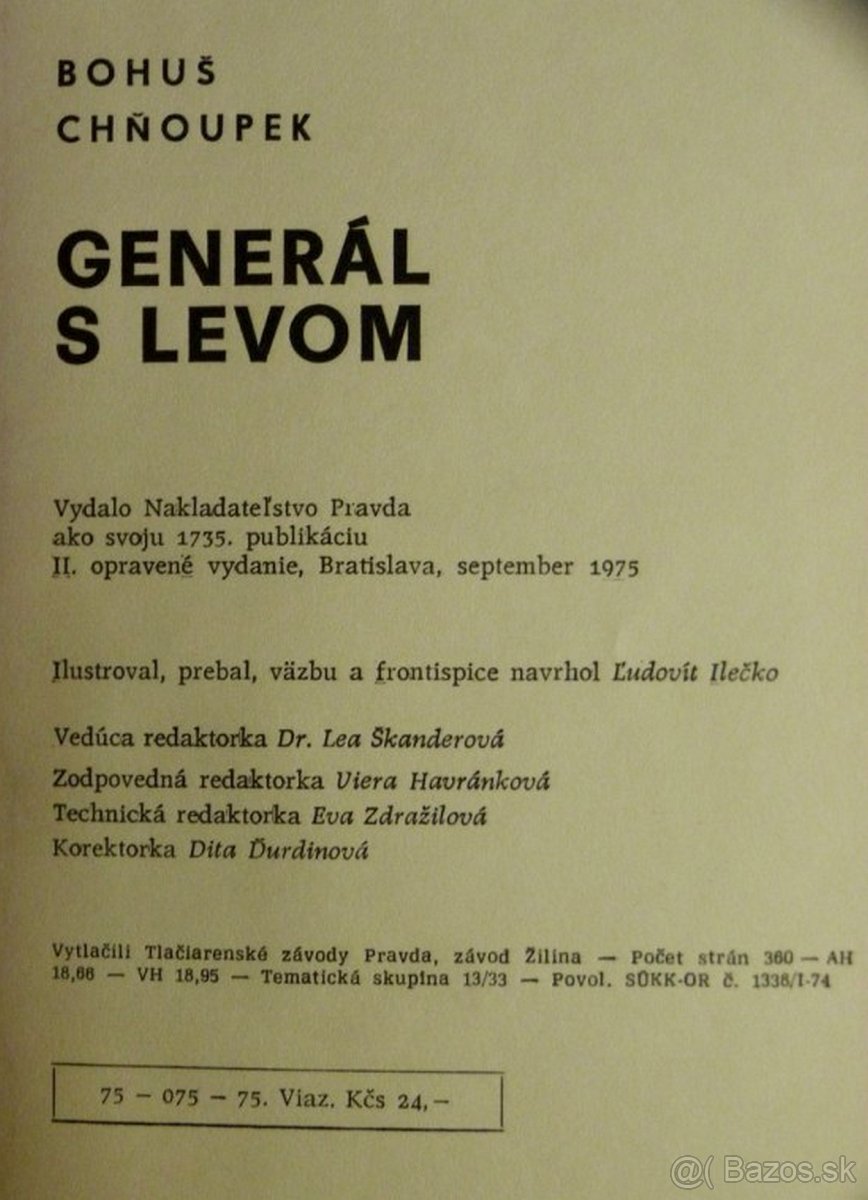 BOHUŠ
CHŇOUPEK
GENERÁL
S LEVOM
Vydalo Nakladateľstvo Pravda
ako svoju 1735. publikáciu
II. opravené vydanie, Bratislava, september 1975
Ilustroval, prebal, väzbu a frontispice navrhol Ľudovít Ilečko
Vedúca redaktorka Dr. Lea Škanderová
Zodpovedná redaktorka Viera Havránková
Technická redaktorka Eva Zdražilová
Korektorka Dita Ďurdinová
Vytlačili Tlačiarenské závody Pravda, závod Žilina — Počet strán 360 — AH
18,66 — VH 18,95 — Tematická skupina 13/33 — Povol. SÚKK-OR č. 1336/I-74
75 – 075 – 75. Viaz. Kčs 24,–
@( Bazos.sk